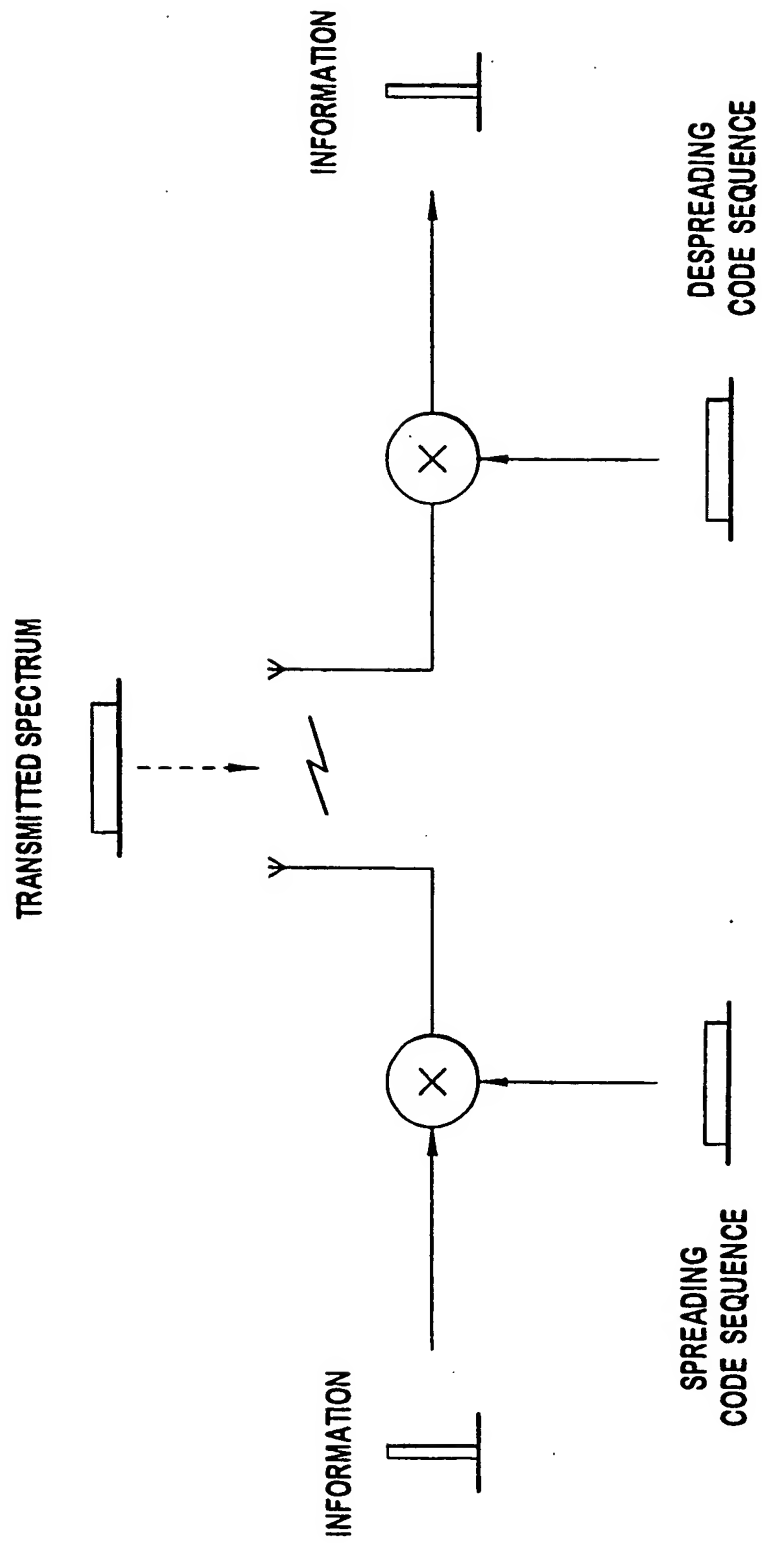 TRANSMITTED SPECTRUM
INFORMATION
INFORMATION
SPREADING
CODE SEQUENCE
DESPREADING
CODE SEQUENCE